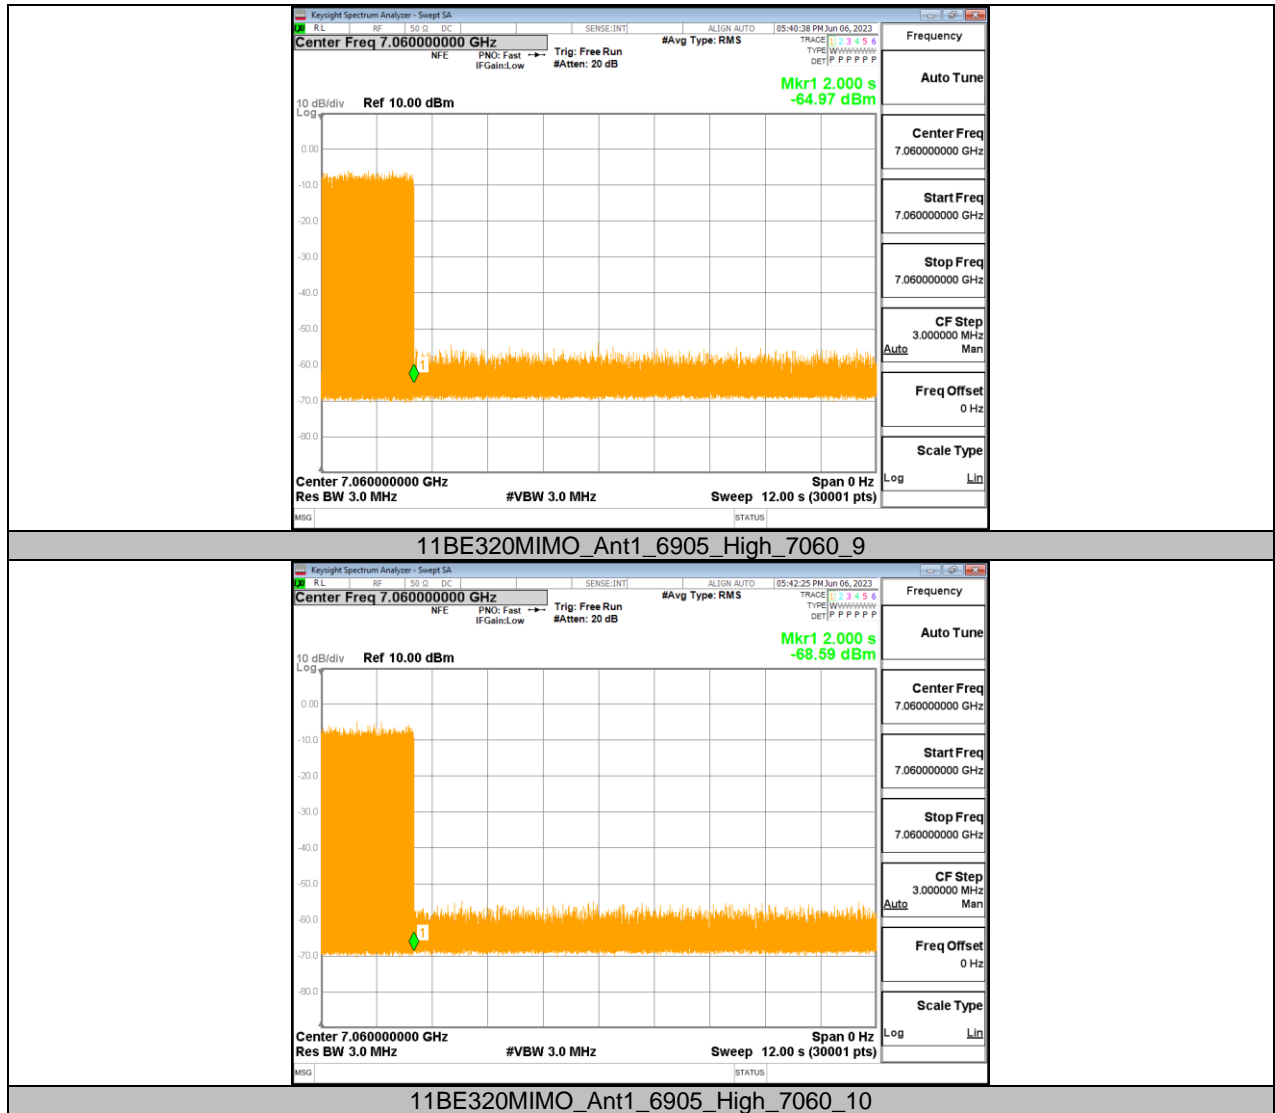 Keysight Spectrum Analyzer - Swept SA
RL RF 50 Ω DC SENSE:INT ALIGN AUTO 05:40:38 PM Jun 06, 2023
Center Freq 7.060000000 GHz
NFE PNO: Fast IFGain:Low
Trig: Free Run
#Atten: 20 dB
#Avg Type: RMS
TRACE 1 2 3 4 5 6
TYPE WWWWWW
DET P P P P P P
Mkr1 2.000 s
-64.97 dBm
10 dB/div Ref 10.00 dBm
Log
0.00
-10.0
-20.0
-30.0
-40.0
-50.0
-60.0
-70.0
-80.0
1
Center 7.060000000 GHz Span 0 Hz
Res BW 3.0 MHz #VBW 3.0 MHz Sweep 12.00 s (30001 pts)
MSG STATUS
Frequency
Auto Tune
Center Freq
7.060000000 GHz
Start Freq
7.060000000 GHz
Stop Freq
7.060000000 GHz
CF Step
3.000000 MHz
Auto Man
Freq Offset
0 Hz
Scale Type
Log Lin
11BE320MIMO_Ant1_6905_High_7060_9
Keysight Spectrum Analyzer - Swept SA
RL RF 50 Ω DC SENSE:INT ALIGN AUTO 05:42:25 PM Jun 06, 2023
Center Freq 7.060000000 GHz
NFE PNO: Fast IFGain:Low
Trig: Free Run
#Atten: 20 dB
#Avg Type: RMS
TRACE 1 2 3 4 5 6
TYPE WWWWWW
DET P P P P P P
Mkr1 2.000 s
-68.59 dBm
10 dB/div Ref 10.00 dBm
Log
0.00
-10.0
-20.0
-30.0
-40.0
-50.0
-60.0
-70.0
-80.0
1
Center 7.060000000 GHz Span 0 Hz
Res BW 3.0 MHz #VBW 3.0 MHz Sweep 12.00 s (30001 pts)
MSG STATUS
Frequency
Auto Tune
Center Freq
7.060000000 GHz
Start Freq
7.060000000 GHz
Stop Freq
7.060000000 GHz
CF Step
3.000000 MHz
Auto Man
Freq Offset
0 Hz
Scale Type
Log Lin
11BE320MIMO_Ant1_6905_High_7060_10